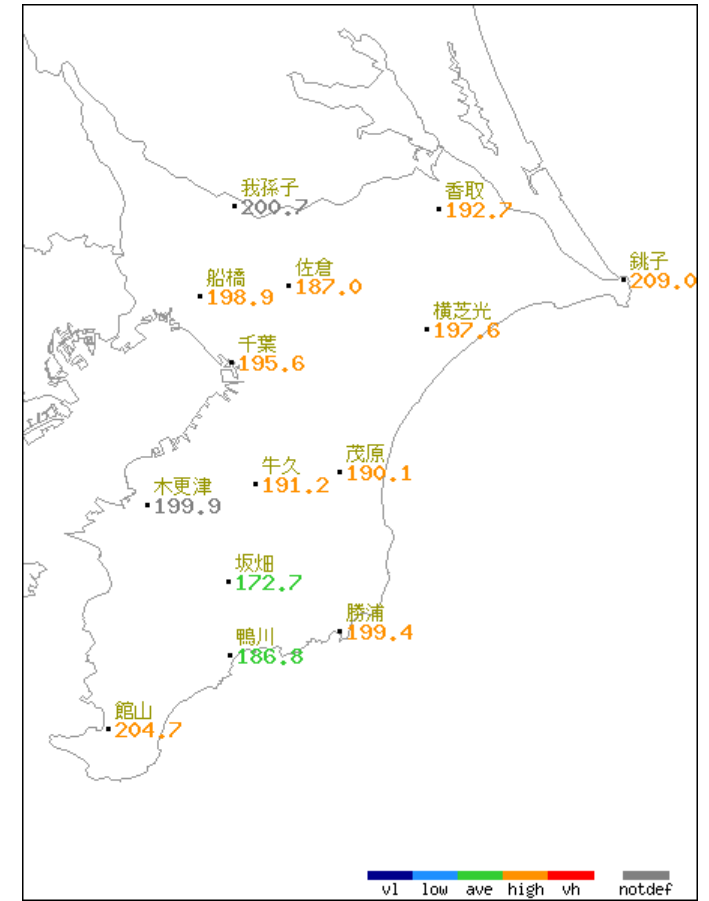 我孫子
200.7
香取
192.7
銚子
209.0
佐倉
187.0
船橋
198.9
横芝光
197.6
千葉
195.6
茂原
190.1
牛久
191.2
木更津
199.9
坂畑
172.7
勝浦
199.4
鴨川
186.8
館山
204.7
vl low ave high vh notdef